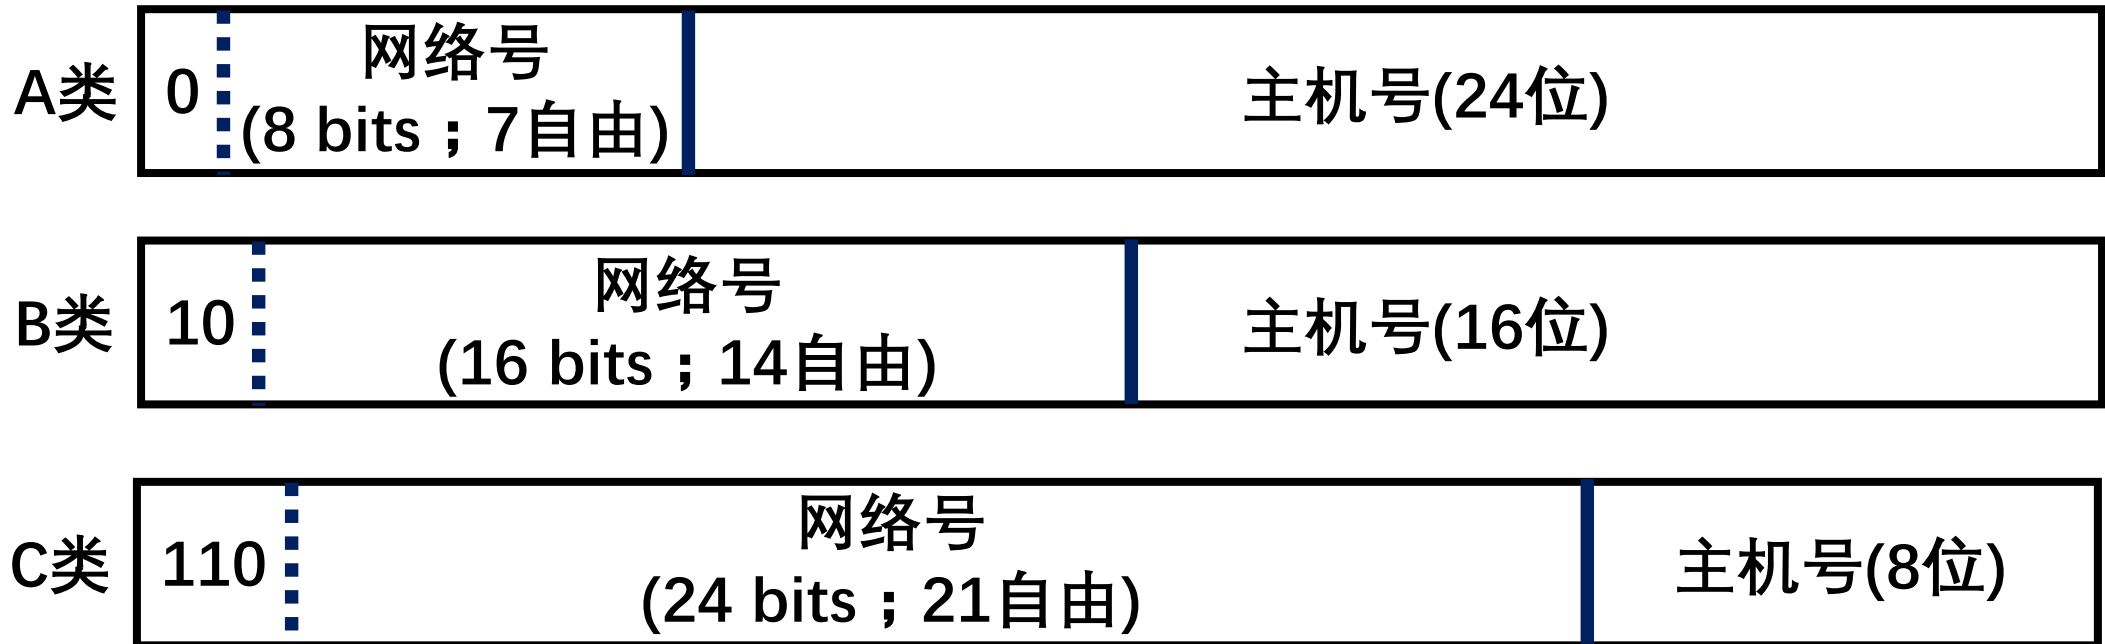 A类 0 网络号
(8 bits；7自由) 主机号(24位)
B类 10 网络号
(16 bits；14自由) 主机号(16位)
C类 110 网络号
(24 bits；21自由) 主机号(8位)